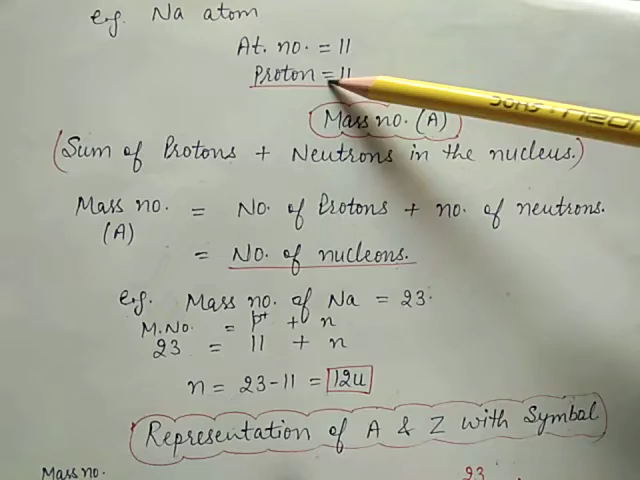 e.g. Na atom
At. no. = 11
Proton = 11
Mass no. (A)
(Sum of Protons + Neutrons in the nucleus.)
Mass no. = No. of Protons + no. of neutrons.
(A)
= No. of nucleons.
e.g. Mass no. of Na = 23.
M.No. = p+ + n
23 = 11 + n
n = 23-11 = 12u
Representation of A & Z with Symbol
Mass no. 23